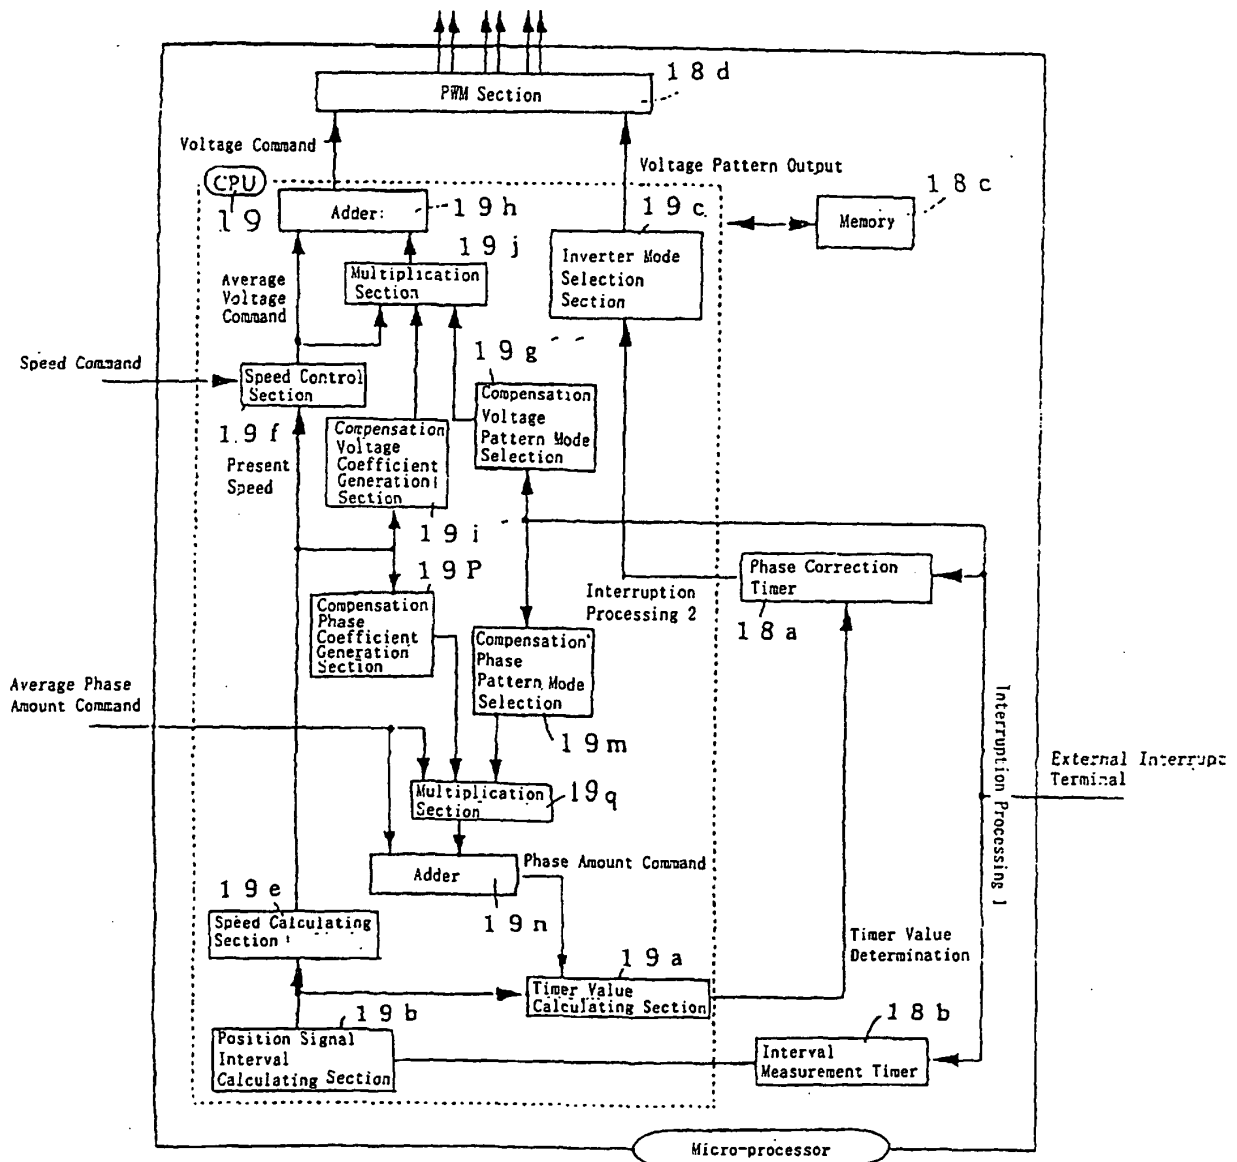 18d
PWM Section
Voltage Command
Voltage Pattern Output
CPU
19
Adder
19h
19c
18c
Memory
19j
Multiplication
Section
Inverter Mode
Selection
Section
Average
Voltage
Command
Speed Command
Speed Control
Section
19g
19f
Compensation
Voltage
Pattern Mode
Selection
Compensation
Voltage
Coefficient
Generation
Section
Present
Speed
19i
19P
Phase Correction
Timer
18a
Interruption
Processing 2
Compensation
Phase
Coefficient
Generation
Section
Compensation
Phase
Pattern Mode
Selection
19m
Average Phase
Amount Command
Interruption Processing 1
External Interrupt
Terminal
Multiplication
Section
19q
Adder
19n
Phase Amount Command
19e
Speed Calculating
Section
Timer Value
Determination
19a
Timer Value
Calculating Section
19b
Position Signal
Interval
Calculating Section
18b
Interval
Measurement Timer
Micro-processor